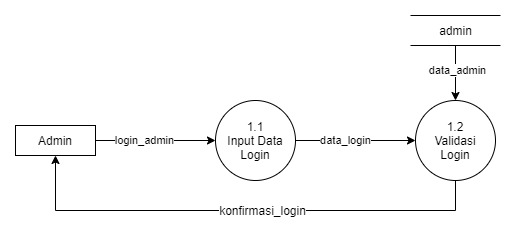 admin
data_admin
Admin
login_admin
1.1
Input Data
Login
data_login
1.2
Validasi
Login
konfirmasi_login